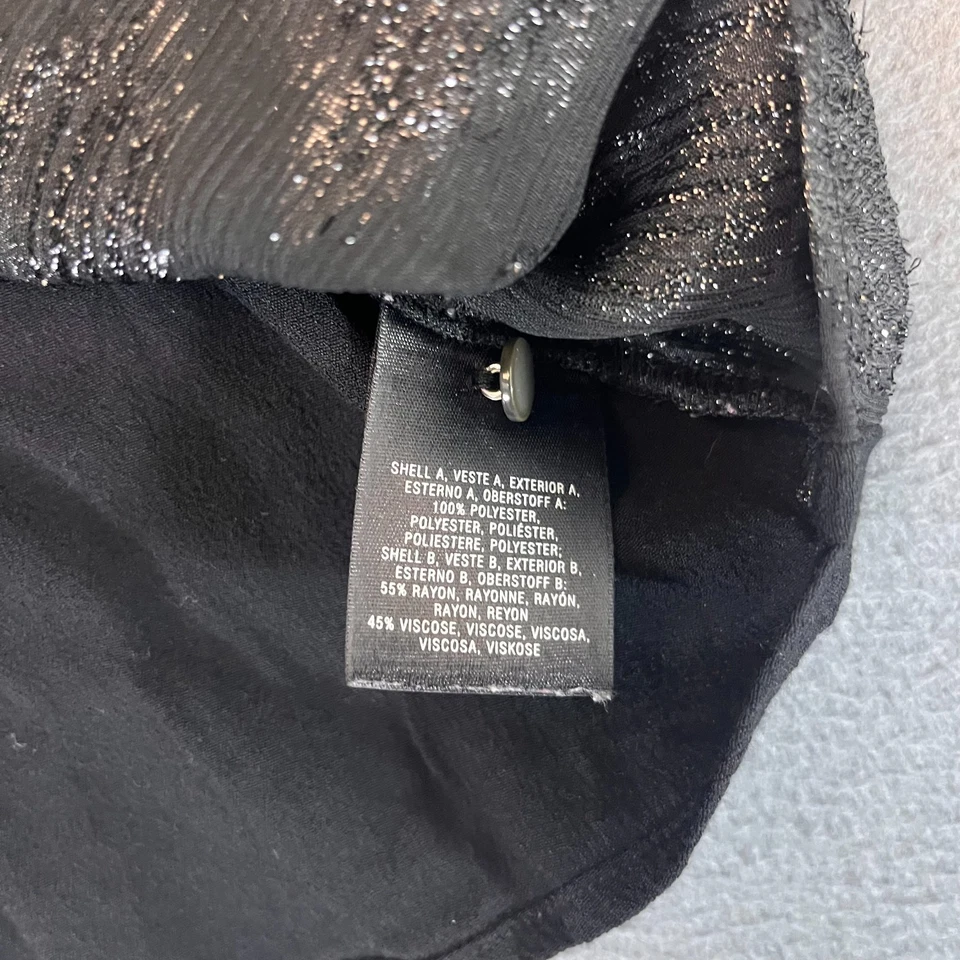 SHELL A, VESTE A, EXTERIOR A,
ESTERNO A, OBERSTOFF A:
100% POLYESTER,
POLYESTER, POLIÉSTER,
POLIESTERE, POLYESTER;
SHELL B, VESTE B, EXTERIOR B,
ESTERNO B, OBERSTOFF B:
55% RAYON, RAYONNE, RAYÓN,
RAYON, REYON
45% VISCOSE, VISCOSE, VISCOSA,
VISCOSA, VISKOSE